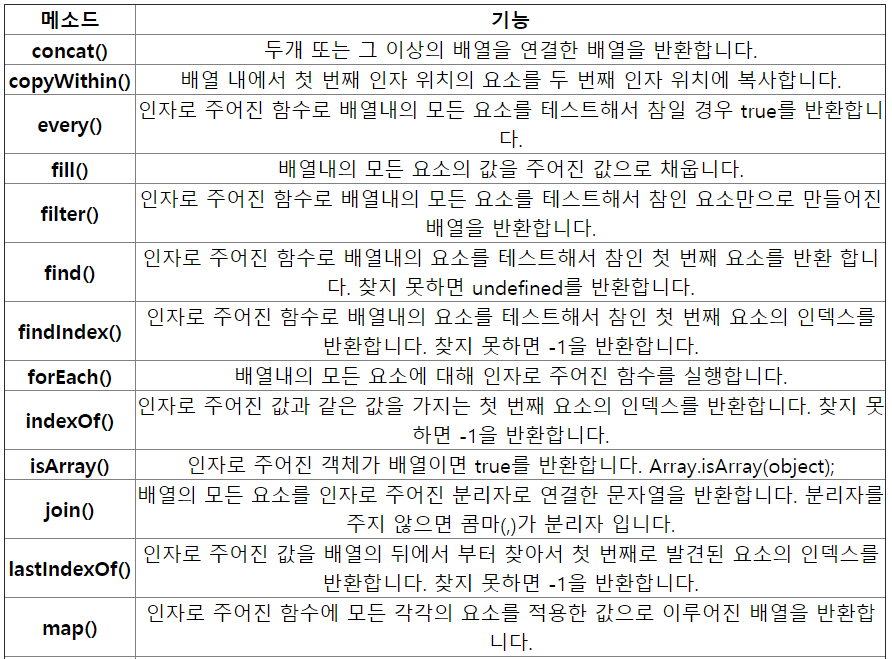 메소드 기능
concat() 두개 또는 그 이상의 배열을 연결한 배열을 반환합니다.
copyWithin() 배열 내에서 첫 번째 인자 위치의 요소를 두 번째 인자 위치에 복사합니다.
every() 인자로 주어진 함수로 배열내의 모든 요소를 테스트해서 참일 경우 true를 반환합니
다.
fill() 배열내의 모든 요소의 값을 주어진 값으로 채웁니다.
filter() 인자로 주어진 함수로 배열내의 모든 요소를 테스트해서 참인 요소만으로 만들어진
배열을 반환합니다.
find() 인자로 주어진 함수로 배열내의 요소를 테스트해서 참인 첫 번째 요소를 반환 합니
다. 찾지 못하면 undefined를 반환합니다.
findIndex() 인자로 주어진 함수로 배열내의 요소를 테스트해서 참인 첫 번째 요소의 인덱스를
반환합니다. 찾지 못하면 -1을 반환합니다.
forEach() 배열내의 모든 요소에 대해 인자로 주어진 함수를 실행합니다.
indexOf() 인자로 주어진 값과 같은 값을 가지는 첫 번째 요소의 인덱스를 반환합니다. 찾지 못
하면 -1을 반환합니다.
isArray() 인자로 주어진 객체가 배열이면 true를 반환합니다. Array.isArray(object);
join() 배열의 모든 요소를 인자로 주어진 분리자로 연결한 문자열을 반환합니다. 분리자를
주지 않으면 콤마(,)가 분리자 입니다.
lastIndexOf() 인자로 주어진 값을 배열의 뒤에서 부터 찾아서 첫 번째로 발견된 요소의 인덱스를
반환합니다. 찾지 못하면 -1을 반환합니다.
map() 인자로 주어진 함수에 모든 각각의 요소를 적용한 값으로 이루어진 배열을 반환합
니다.